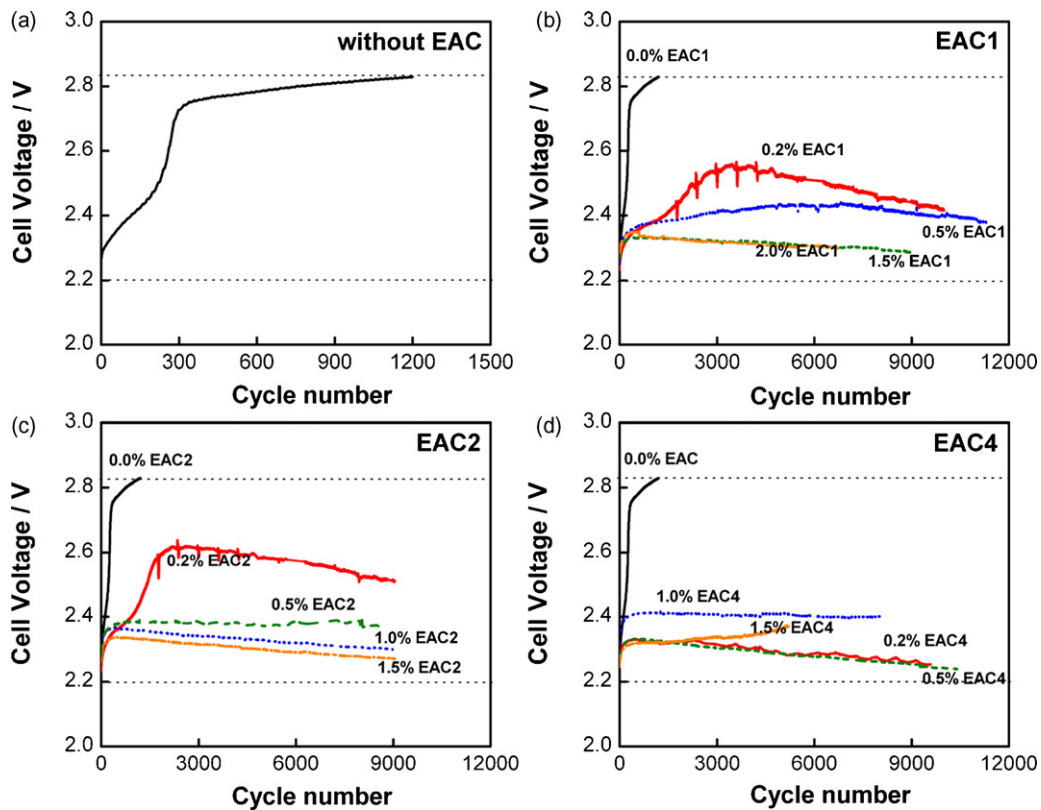 (a)
without EAC
3.0
2.8
2.6
2.4
2.2
2.0
Cell Voltage / V
0 300 600 900 1200 1500
Cycle number
(b)
EAC1
0.0% EAC1
0.2% EAC1
0.5% EAC1
2.0% EAC1
1.5% EAC1
3.0
2.8
2.6
2.4
2.2
2.0
Cell Voltage / V
0 3000 6000 9000 12000
Cycle number
(c)
EAC2
0.0% EAC2
0.2% EAC2
0.5% EAC2
1.0% EAC2
1.5% EAC2
3.0
2.8
2.6
2.4
2.2
2.0
Cell Voltage / V
0 3000 6000 9000 12000
Cycle number
(d)
EAC4
0.0% EAC
1.0% EAC4
1.5% EAC4
0.2% EAC4
0.5% EAC4
3.0
2.8
2.6
2.4
2.2
2.0
Cell Voltage / V
0 3000 6000 9000 12000
Cycle number